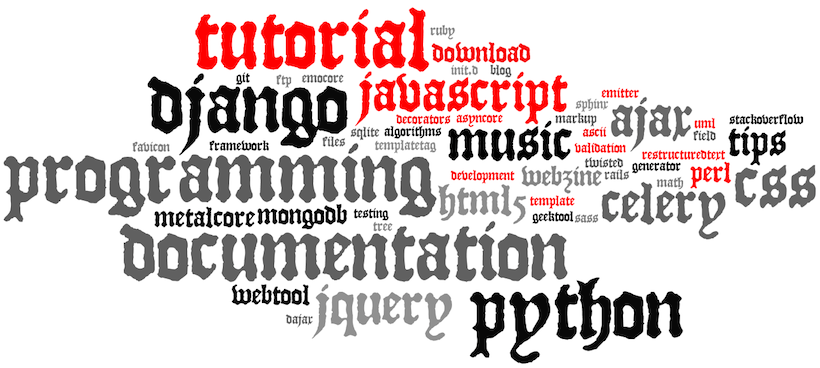 tutorial
ruby
download
git
ftp
emocore
init.d
blog
django
javascript
emitter
sphinx
ajax
decorators
asyncore
markup
uml
stackoverflow
sqlite
algorithms
music
ascii
field
tips
favicon
framework
files
templatetag
validation
restructuredtext
programming
twisted
generator
development
webzine
rails
math
perl
css
html5
template
celery
metalcore
mongodb
testing
geektool
sass
tree
documentation
webtool
jquery
python
dajax